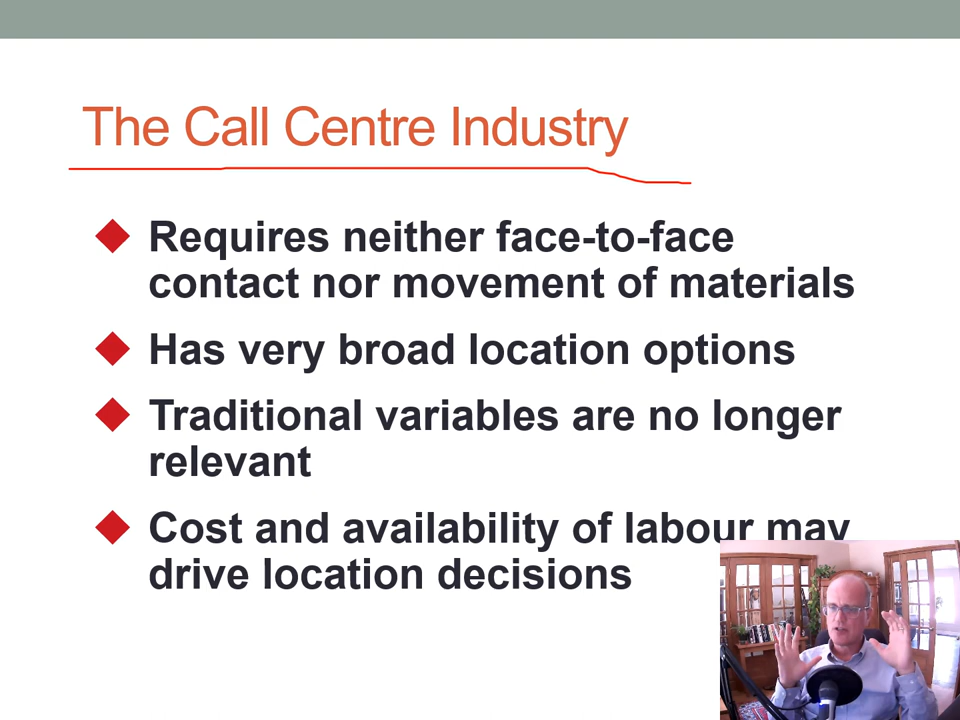 The Call Centre Industry
Requires neither face-to-face
contact nor movement of materials
Has very broad location options
Traditional variables are no longer
relevant
Cost and availability of labour may
drive location decisions